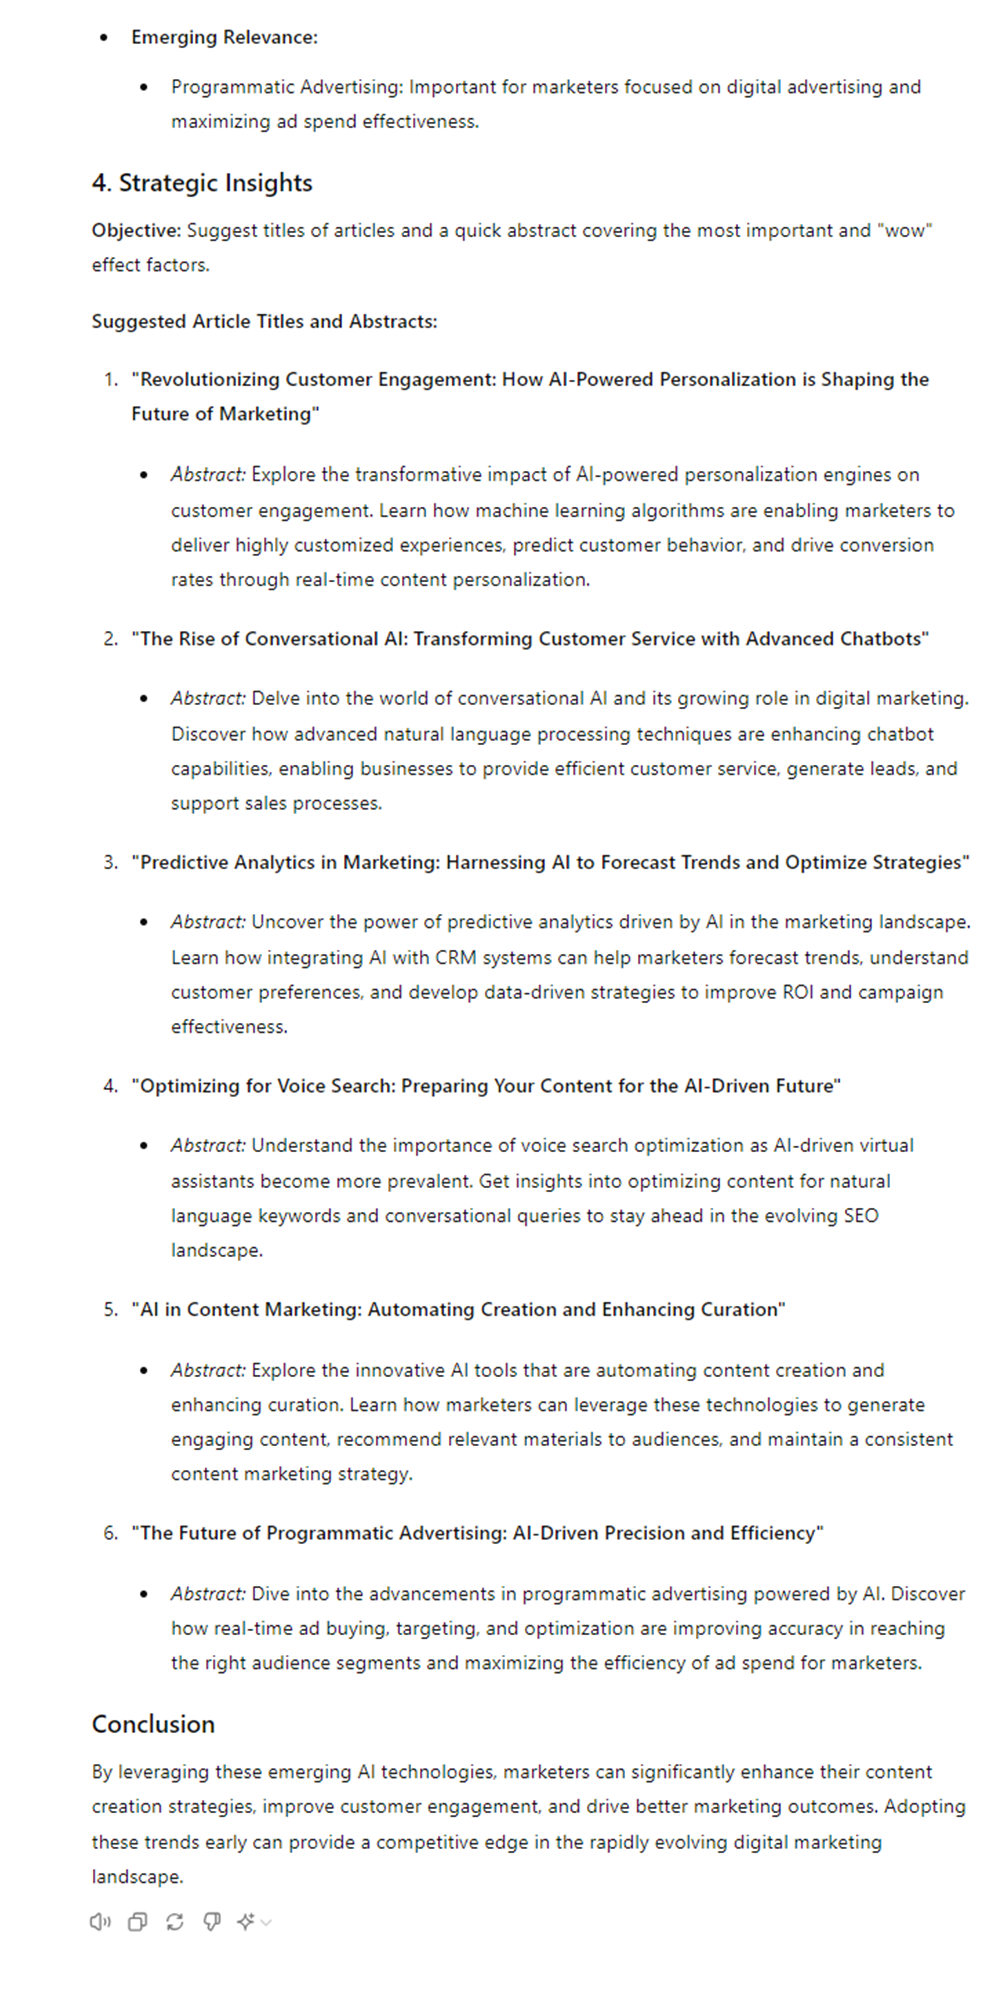 Emerging Relevance:
Programmatic Advertising: Important for marketers focused on digital advertising and
maximizing ad spend effectiveness.
4. Strategic Insights
Objective: Suggest titles of articles and a quick abstract covering the most important and "wow"
effect factors.
Suggested Article Titles and Abstracts:
1. "Revolutionizing Customer Engagement: How AI-Powered Personalization is Shaping the
Future of Marketing"
Abstract: Explore the transformative impact of AI-powered personalization engines on
customer engagement. Learn how machine learning algorithms are enabling marketers to
deliver highly customized experiences, predict customer behavior, and drive conversion
rates through real-time content personalization.
2. "The Rise of Conversational AI: Transforming Customer Service with Advanced Chatbots"
Abstract: Delve into the world of conversational AI and its growing role in digital marketing.
Discover how advanced natural language processing techniques are enhancing chatbot
capabilities, enabling businesses to provide efficient customer service, generate leads, and
support sales processes.
3. "Predictive Analytics in Marketing: Harnessing AI to Forecast Trends and Optimize Strategies"
Abstract: Uncover the power of predictive analytics driven by AI in the marketing landscape.
Learn how integrating AI with CRM systems can help marketers forecast trends, understand
customer preferences, and develop data-driven strategies to improve ROI and campaign
effectiveness.
4. "Optimizing for Voice Search: Preparing Your Content for the AI-Driven Future"
Abstract: Understand the importance of voice search optimization as AI-driven virtual
assistants become more prevalent. Get insights into optimizing content for natural
language keywords and conversational queries to stay ahead in the evolving SEO
landscape.
5. "AI in Content Marketing: Automating Creation and Enhancing Curation"
Abstract: Explore the innovative AI tools that are automating content creation and
enhancing curation. Learn how marketers can leverage these technologies to generate
engaging content, recommend relevant materials to audiences, and maintain a consistent
content marketing strategy.
6. "The Future of Programmatic Advertising: AI-Driven Precision and Efficiency"
Abstract: Dive into the advancements in programmatic advertising powered by AI. Discover
how real-time ad buying, targeting, and optimization are improving accuracy in reaching
the right audience segments and maximizing the efficiency of ad spend for marketers.
Conclusion
By leveraging these emerging AI technologies, marketers can significantly enhance their content
creation strategies, improve customer engagement, and drive better marketing outcomes. Adopting
these trends early can provide a competitive edge in the rapidly evolving digital marketing
landscape.